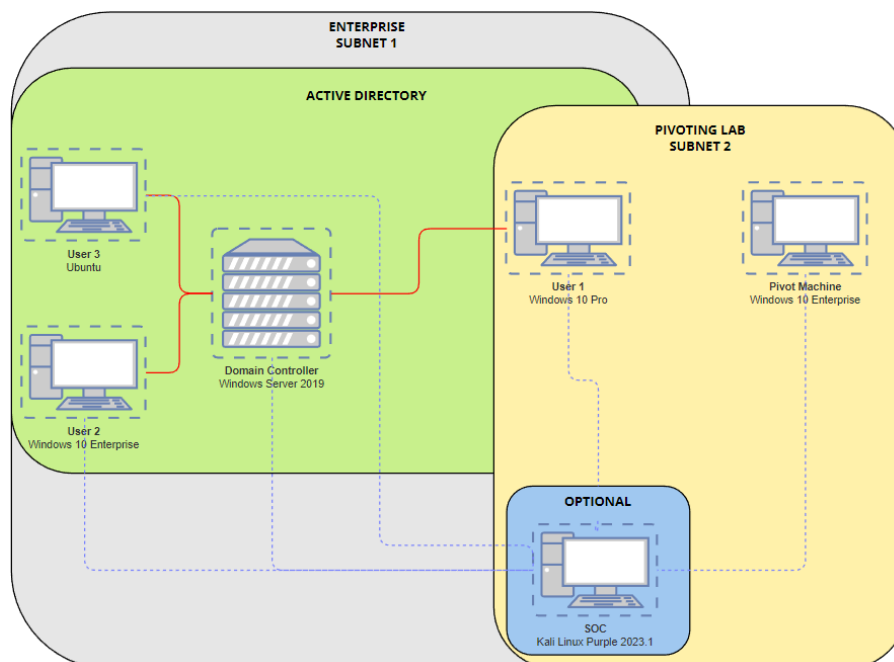 ENTERPRISE
SUBNET 1
ACTIVE DIRECTORY
PIVOTING LAB
SUBNET 2
User 3
Ubuntu
User 1
Windows 10 Pro
Pivot Machine
Windows 10 Enterprise
Domain Controller
Windows Server 2019
User 2
Windows 10 Enterprise
OPTIONAL
SOC
Kali Linux Purple 2023.1